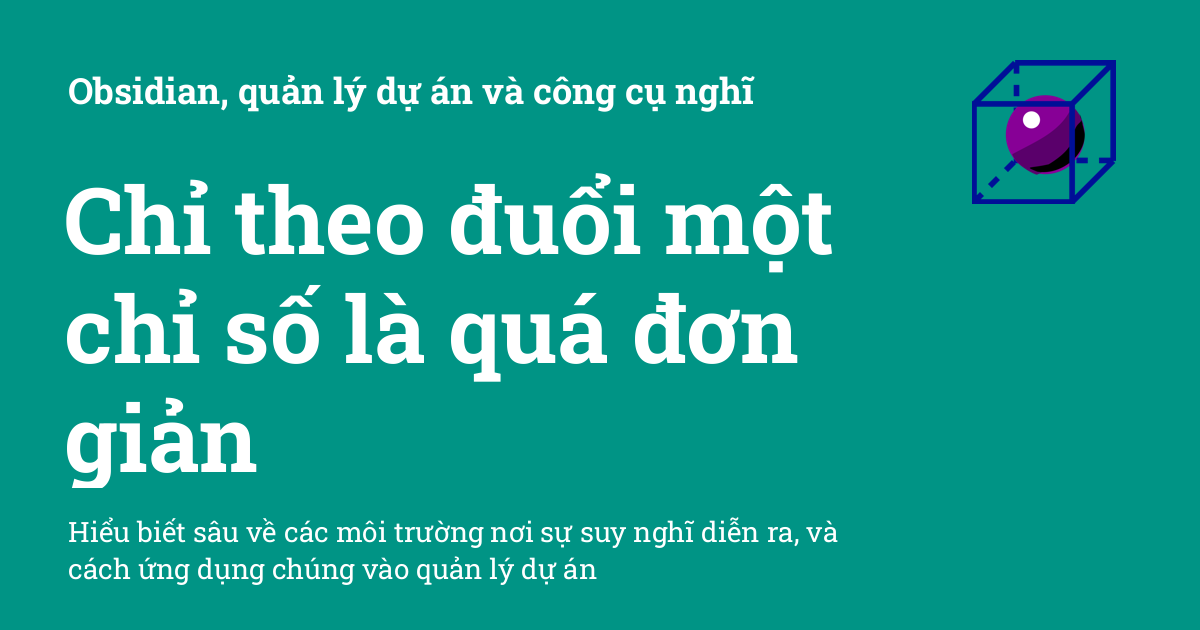 Obsidian, quản lý dự án và công cụ nghĩ
Chỉ theo đuổi một
chỉ số là quá đơn
giản
Hiểu biết sâu về các môi trường nơi sự suy nghĩ diễn ra, và
cách ứng dụng chúng vào quản lý dự án